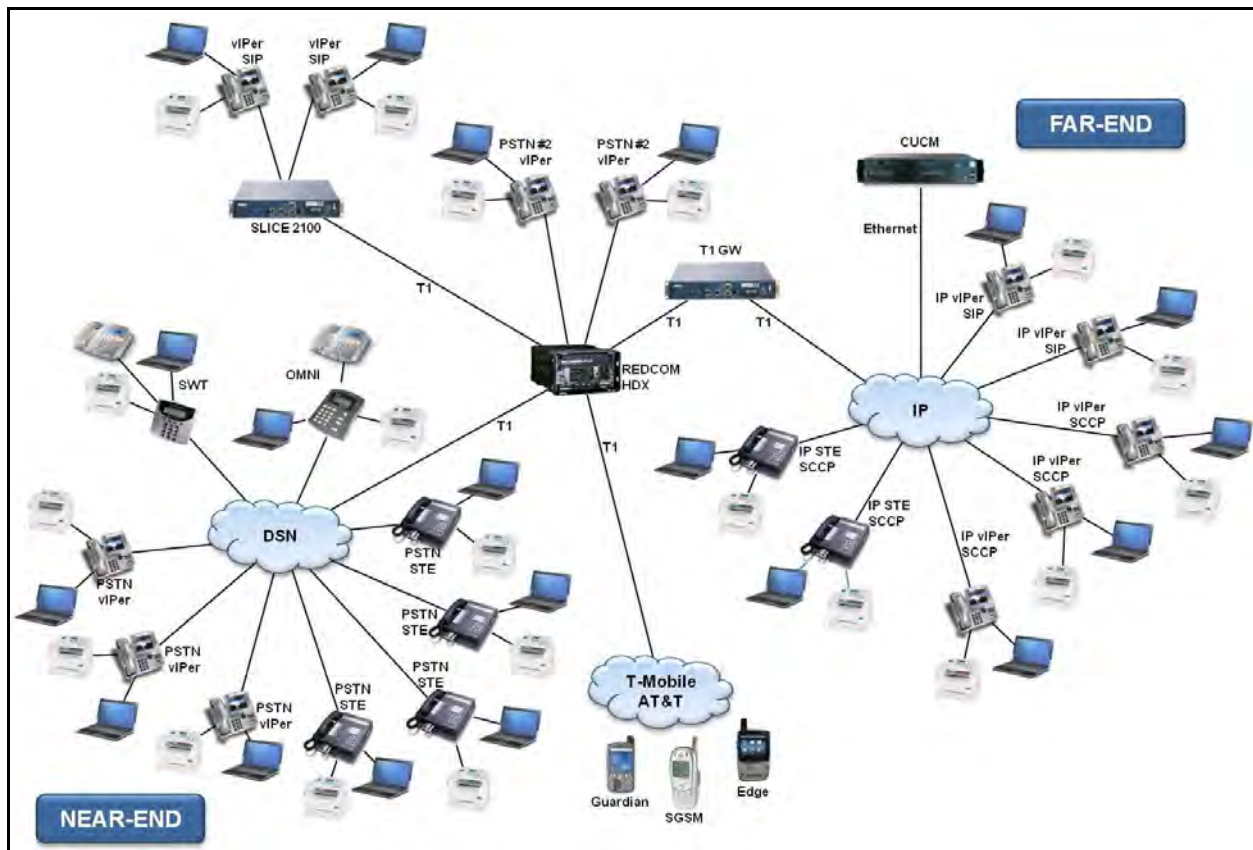 vIPer
SIP
vIPer
SIP
FAR-END
PSTN #2
vIPer
PSTN #2
vIPer
CUCM
SLICE 2100
Ethernet
T1 GW
T1
T1
T1
IP vIPer
SIP
IP vIPer
SIP
SWT
OMNI
REDCOM
HDX
IP
T1
T1
IP vIPer
SCCP
IP STE
SCCP
IP vIPer
SCCP
IP STE
SCCP
IP vIPer
SCCP
DSN
PSTN
STE
PSTN
vIPer
PSTN
STE
PSTN
vIPer
PSTN
STE
PSTN
STE
PSTN
vIPer
T-Mobile
AT&T
Guardian
SGSM
Edge
NEAR-END